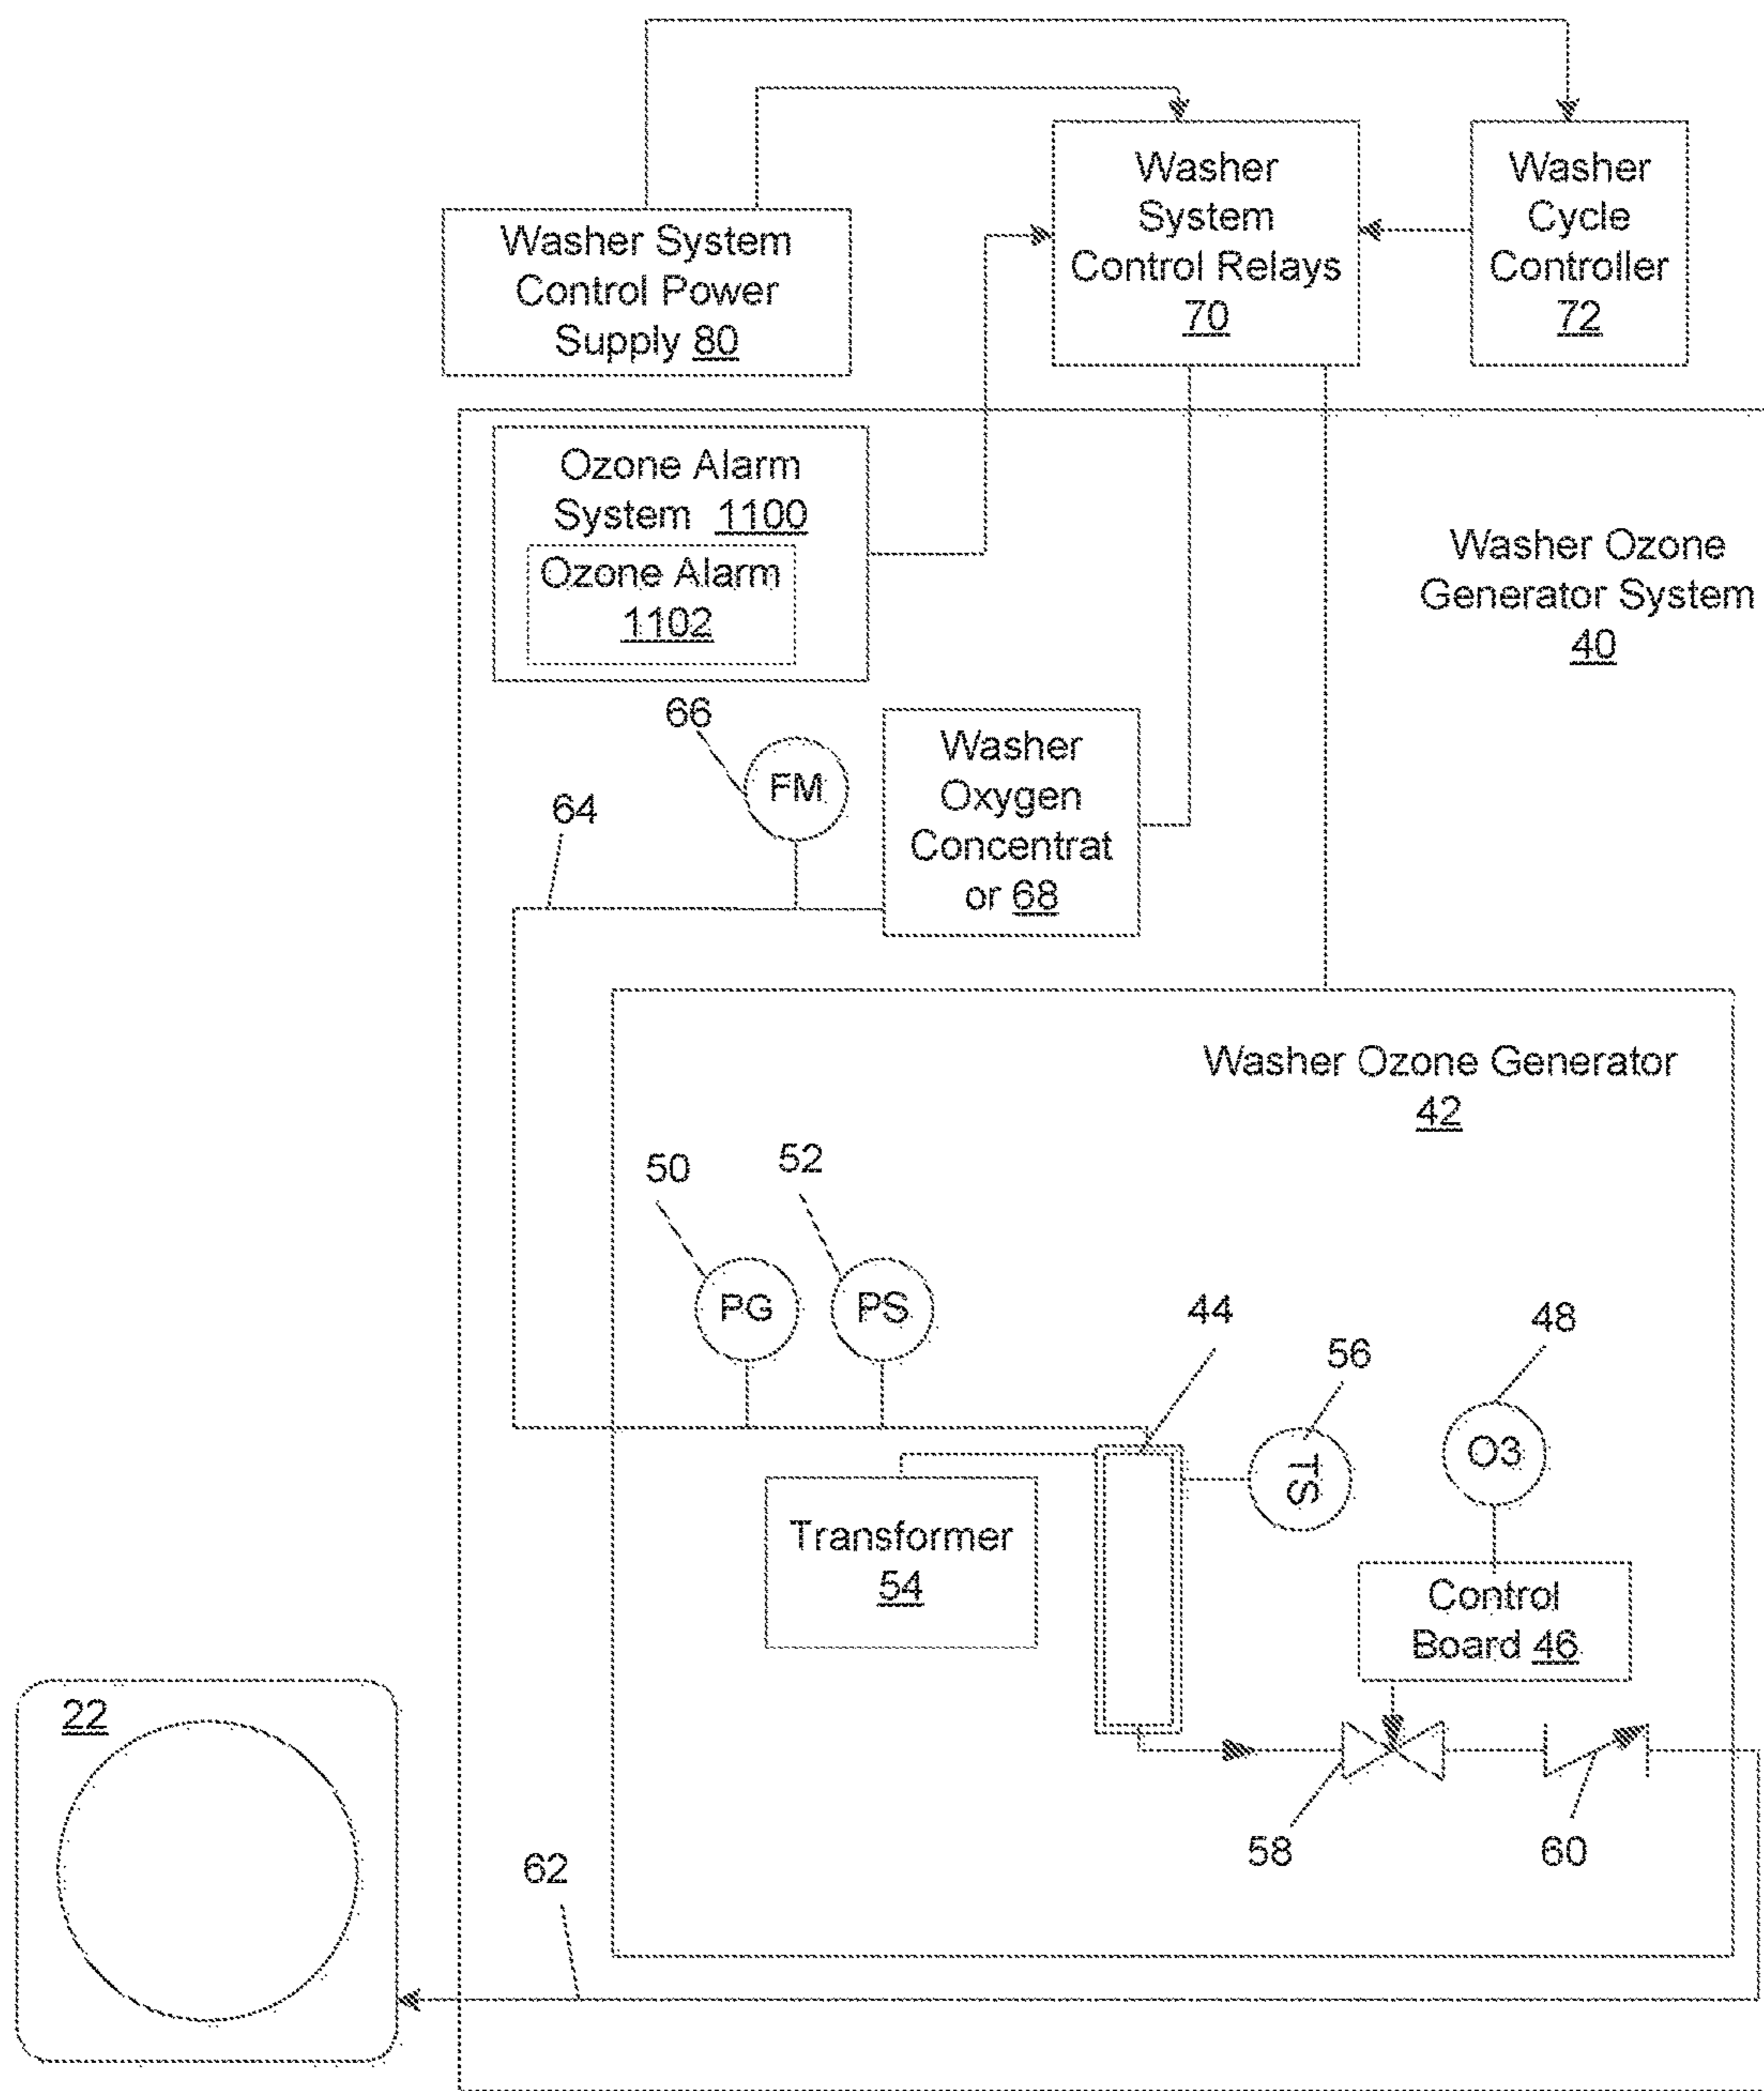 Washer
System
Control Relays
70
Washer
Cycle
Controller
72
Washer System
Control Power
Supply 80
Ozone Alarm
System 1100
Ozone Alarm
1102
Washer Ozone
Generator System
40
66
FM
64
Washer
Oxygen
Concentrat
or 68
Washer Ozone Generator
42
50
52
PG
PS
44
56
48
TS
O3
Transformer
54
Control
Board 46
22
58
60
62